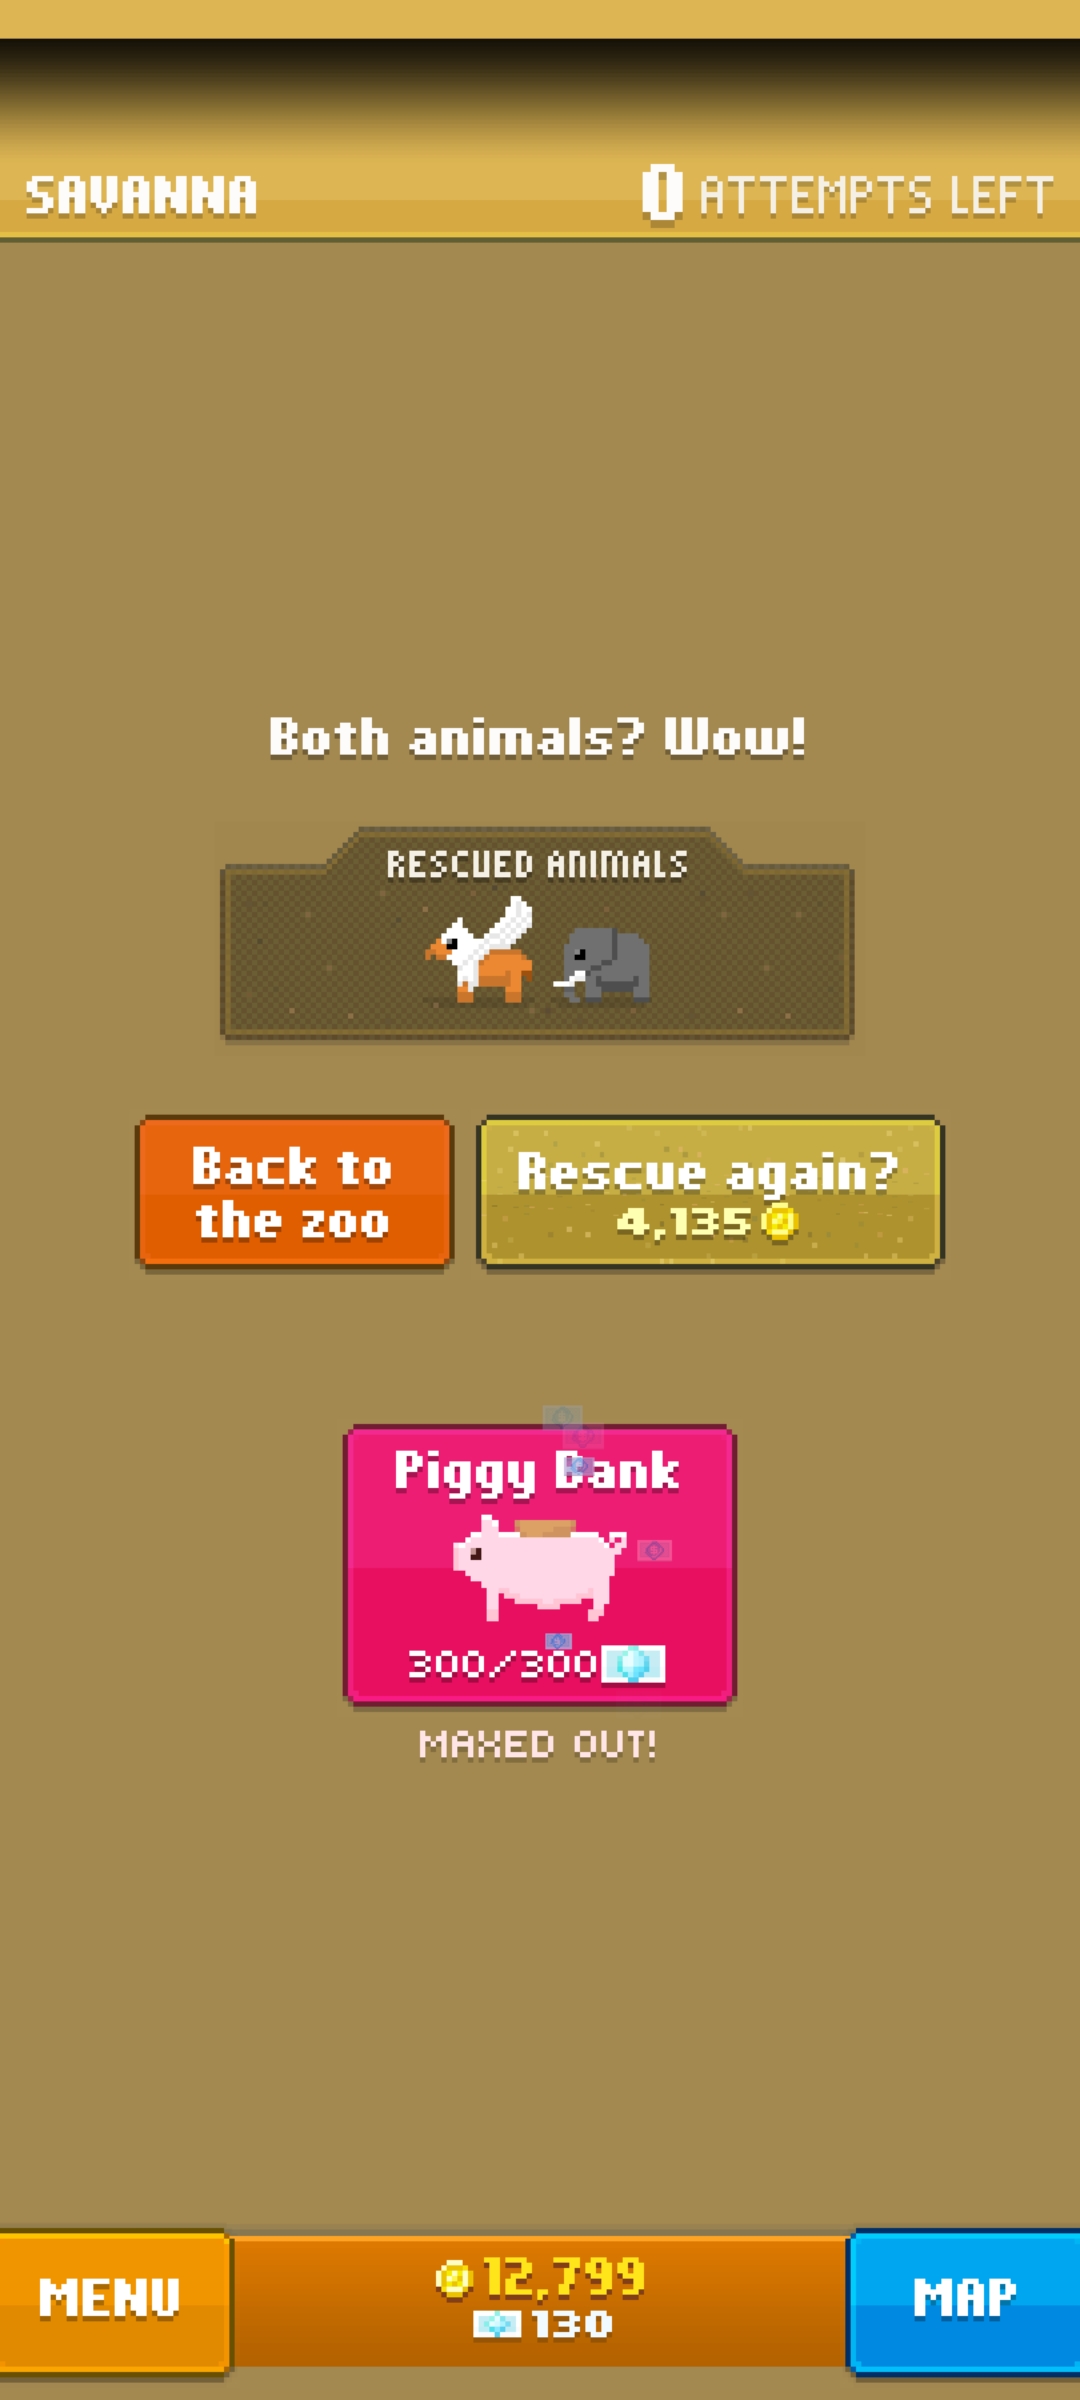 SAVANNA
0 ATTEMPTS LEFT
Both animals? Wow!
RESCUED ANIMALS
Back to
the zoo
Rescue again?
4,135
Piggy Bank
300/300
MAXED OUT!
MENU
12,799
130
MAP